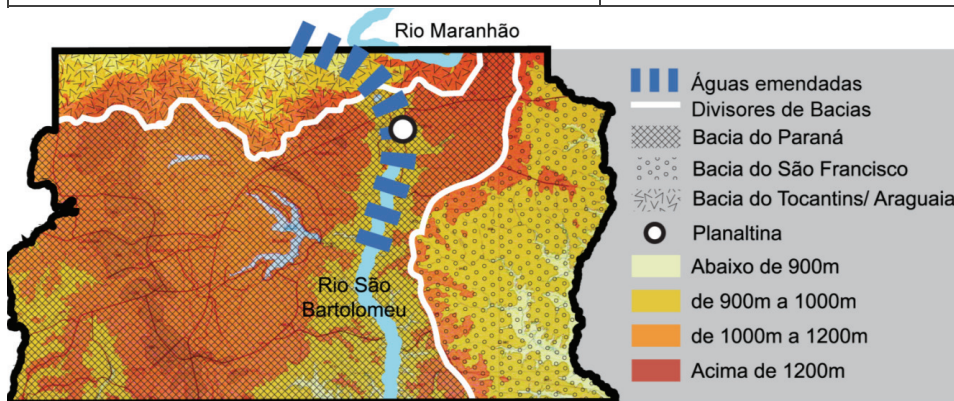 Rio Maranhão
Rio São
Bartolomeu
Águas emendadas
Divisores de Bacias
Bacia do Paraná
Bacia do São Francisco
Bacia do Tocantins/ Araguaia
Planaltina
Abaixo de 900m
de 900m a 1000m
de 1000m a 1200m
Acima de 1200m